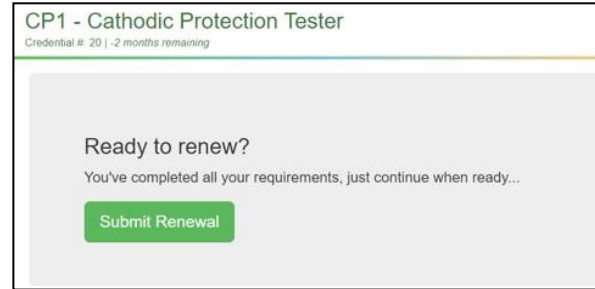 CP1 - Cathodic Protection Tester
Credential #: 20 | -2 months remaining
Ready to renew?
You've completed all your requirements, just continue when ready...
Submit Renewal